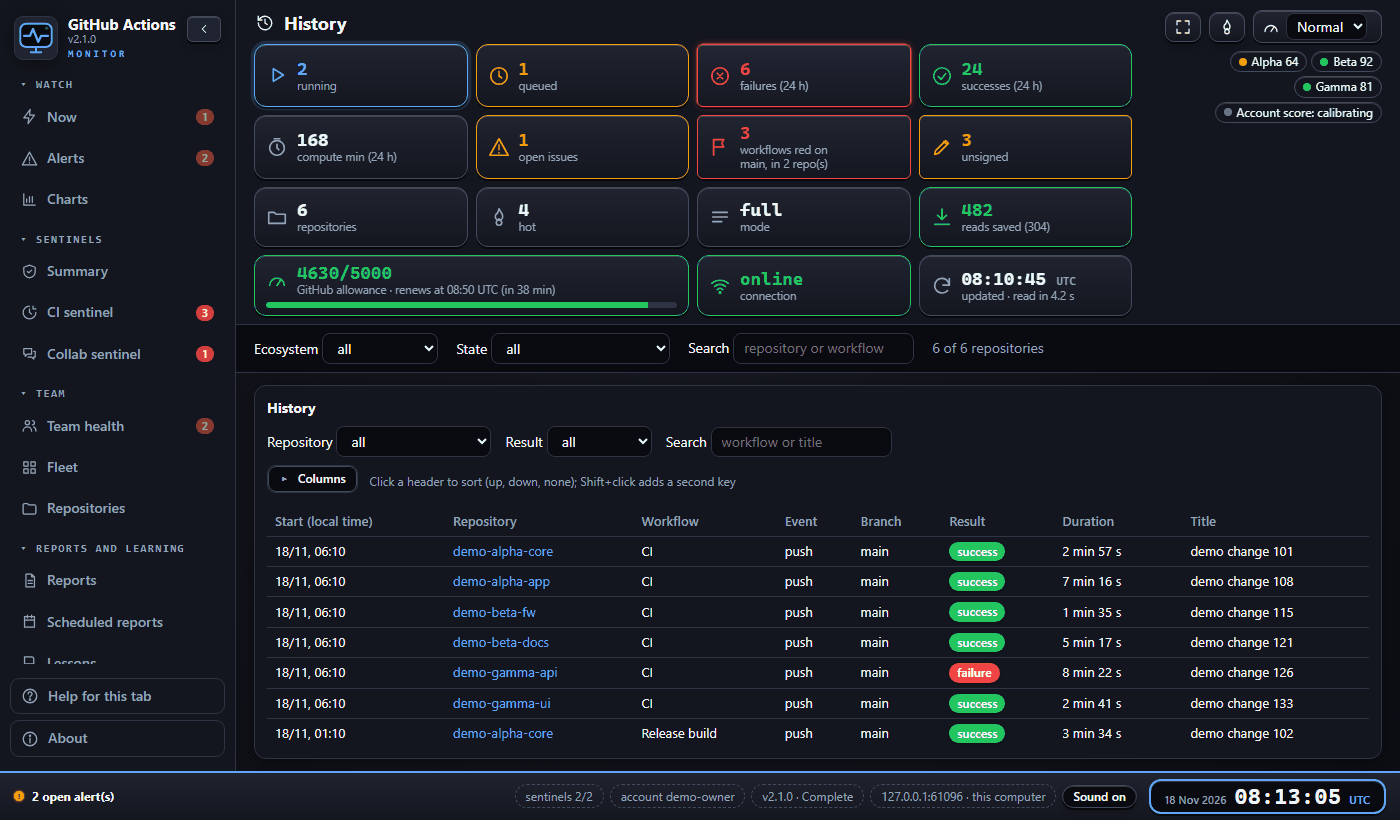 GitHub Actions
v2.1.0
MONITOR
WATCH
Now 1
Alerts 2
Charts
SENTINELS
Summary
CI sentinel 3
Collab sentinel 1
TEAM
Team health 2
Fleet
Repositories
REPORTS AND LEARNING
Reports
Scheduled reports
Lessons
Help for this tab
About
History
Normal
Alpha 64
Beta 92
Gamma 81
Account score: calibrating
2
running
1
queued
6
failures (24 h)
24
successes (24 h)
168
compute min (24 h)
1
open issues
3
workflows red on
main, in 2 repo(s)
3
unsigned
6
repositories
4
hot
full
mode
482
reads saved (304)
4630/5000
GitHub allowance · renews at 08:50 UTC (in 38 min)
online
connection
08:10:45 UTC
updated · read in 4.2 s
Ecosystem all State all Search repository or workflow 6 of 6 repositories
History
Repository all Result all Search workflow or title
Columns Click a header to sort (up, down, none); Shift+click adds a second key
Start (local time) Repository Workflow Event Branch Result Duration Title
18/11, 06:10 demo-alpha-core CI push main success 2 min 57 s demo change 101
18/11, 06:10 demo-alpha-app CI push main success 7 min 16 s demo change 108
18/11, 06:10 demo-beta-fw CI push main success 1 min 35 s demo change 115
18/11, 06:10 demo-beta-docs CI push main success 5 min 17 s demo change 121
18/11, 06:10 demo-gamma-api CI push main failure 8 min 22 s demo change 126
18/11, 06:10 demo-gamma-ui CI push main success 2 min 41 s demo change 133
18/11, 01:10 demo-alpha-core Release build push main success 3 min 34 s demo change 102
2 open alert(s)
sentinels 2/2
account demo-owner
v2.1.0 · Complete
127.0.0.1:61096 · this computer
Sound on
18 Nov 2026 08:13:05 UTC